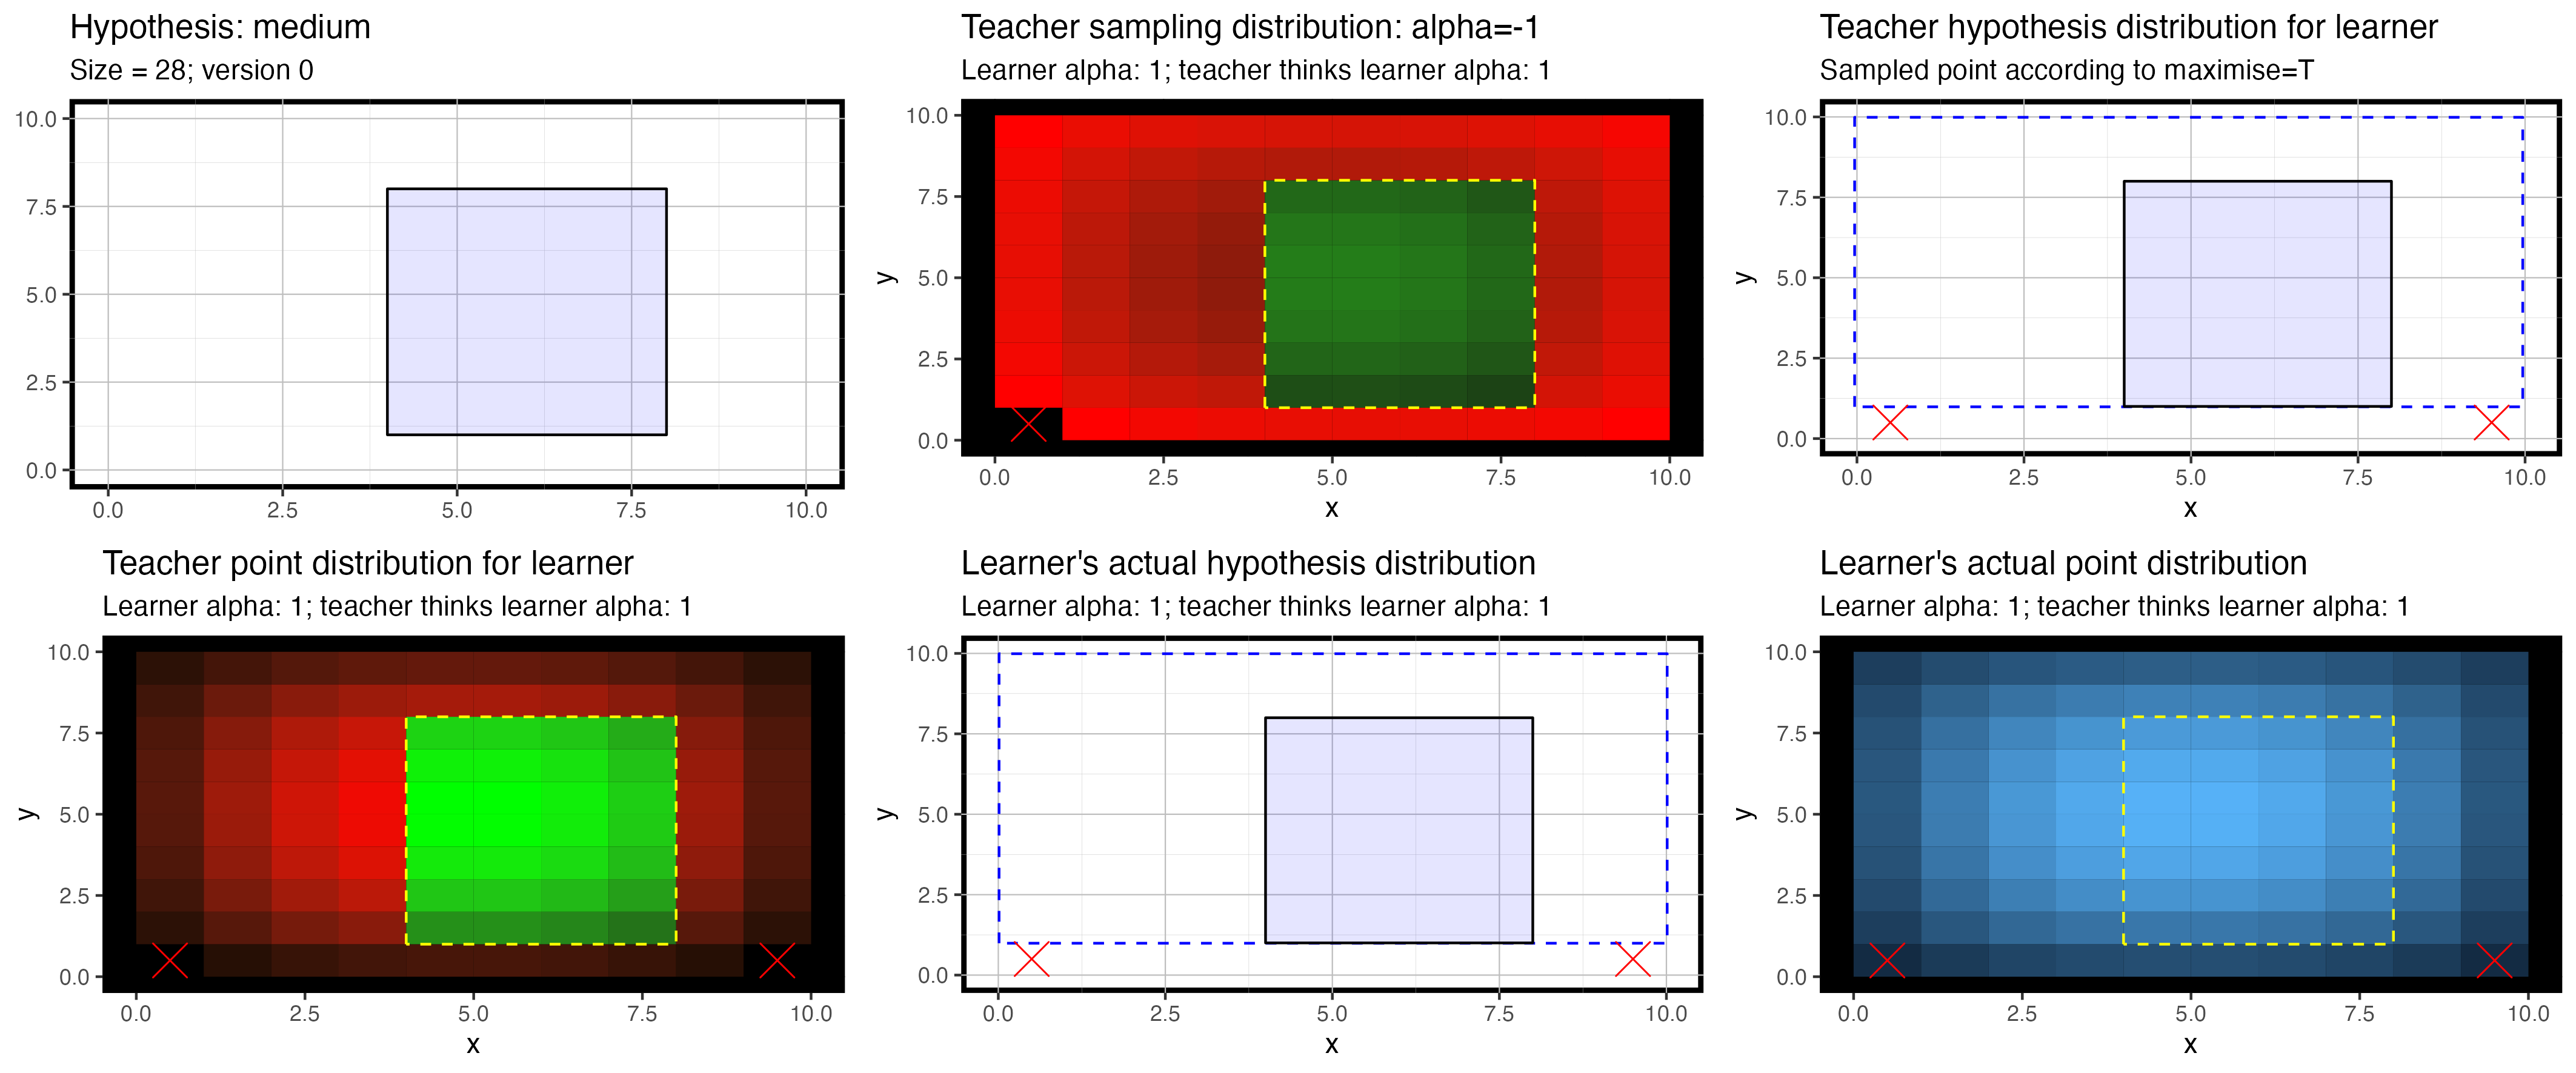 Hypothesis: medium
Size = 28; version 0
10.0
7.5
5.0
2.5
0.0
0.0 2.5 5.0 7.5 10.0
Teacher sampling distribution: alpha=-1
Learner alpha: 1; teacher thinks learner alpha: 1
10.0
7.5
y
5.0
2.5
0.0
0.0 2.5 5.0 7.5 10.0
x
Teacher hypothesis distribution for learner
Sampled point according to maximise=T
10.0
7.5
y
5.0
2.5
0.0
0.0 2.5 5.0 7.5 10.0
x
Teacher point distribution for learner
Learner alpha: 1; teacher thinks learner alpha: 1
10.0
7.5
y
5.0
2.5
0.0
0.0 2.5 5.0 7.5 10.0
x
Learner's actual hypothesis distribution
Learner alpha: 1; teacher thinks learner alpha: 1
10.0
7.5
y
5.0
2.5
0.0
0.0 2.5 5.0 7.5 10.0
x
Learner's actual point distribution
Learner alpha: 1; teacher thinks learner alpha: 1
10.0
7.5
y
5.0
2.5
0.0
0.0 2.5 5.0 7.5 10.0
x